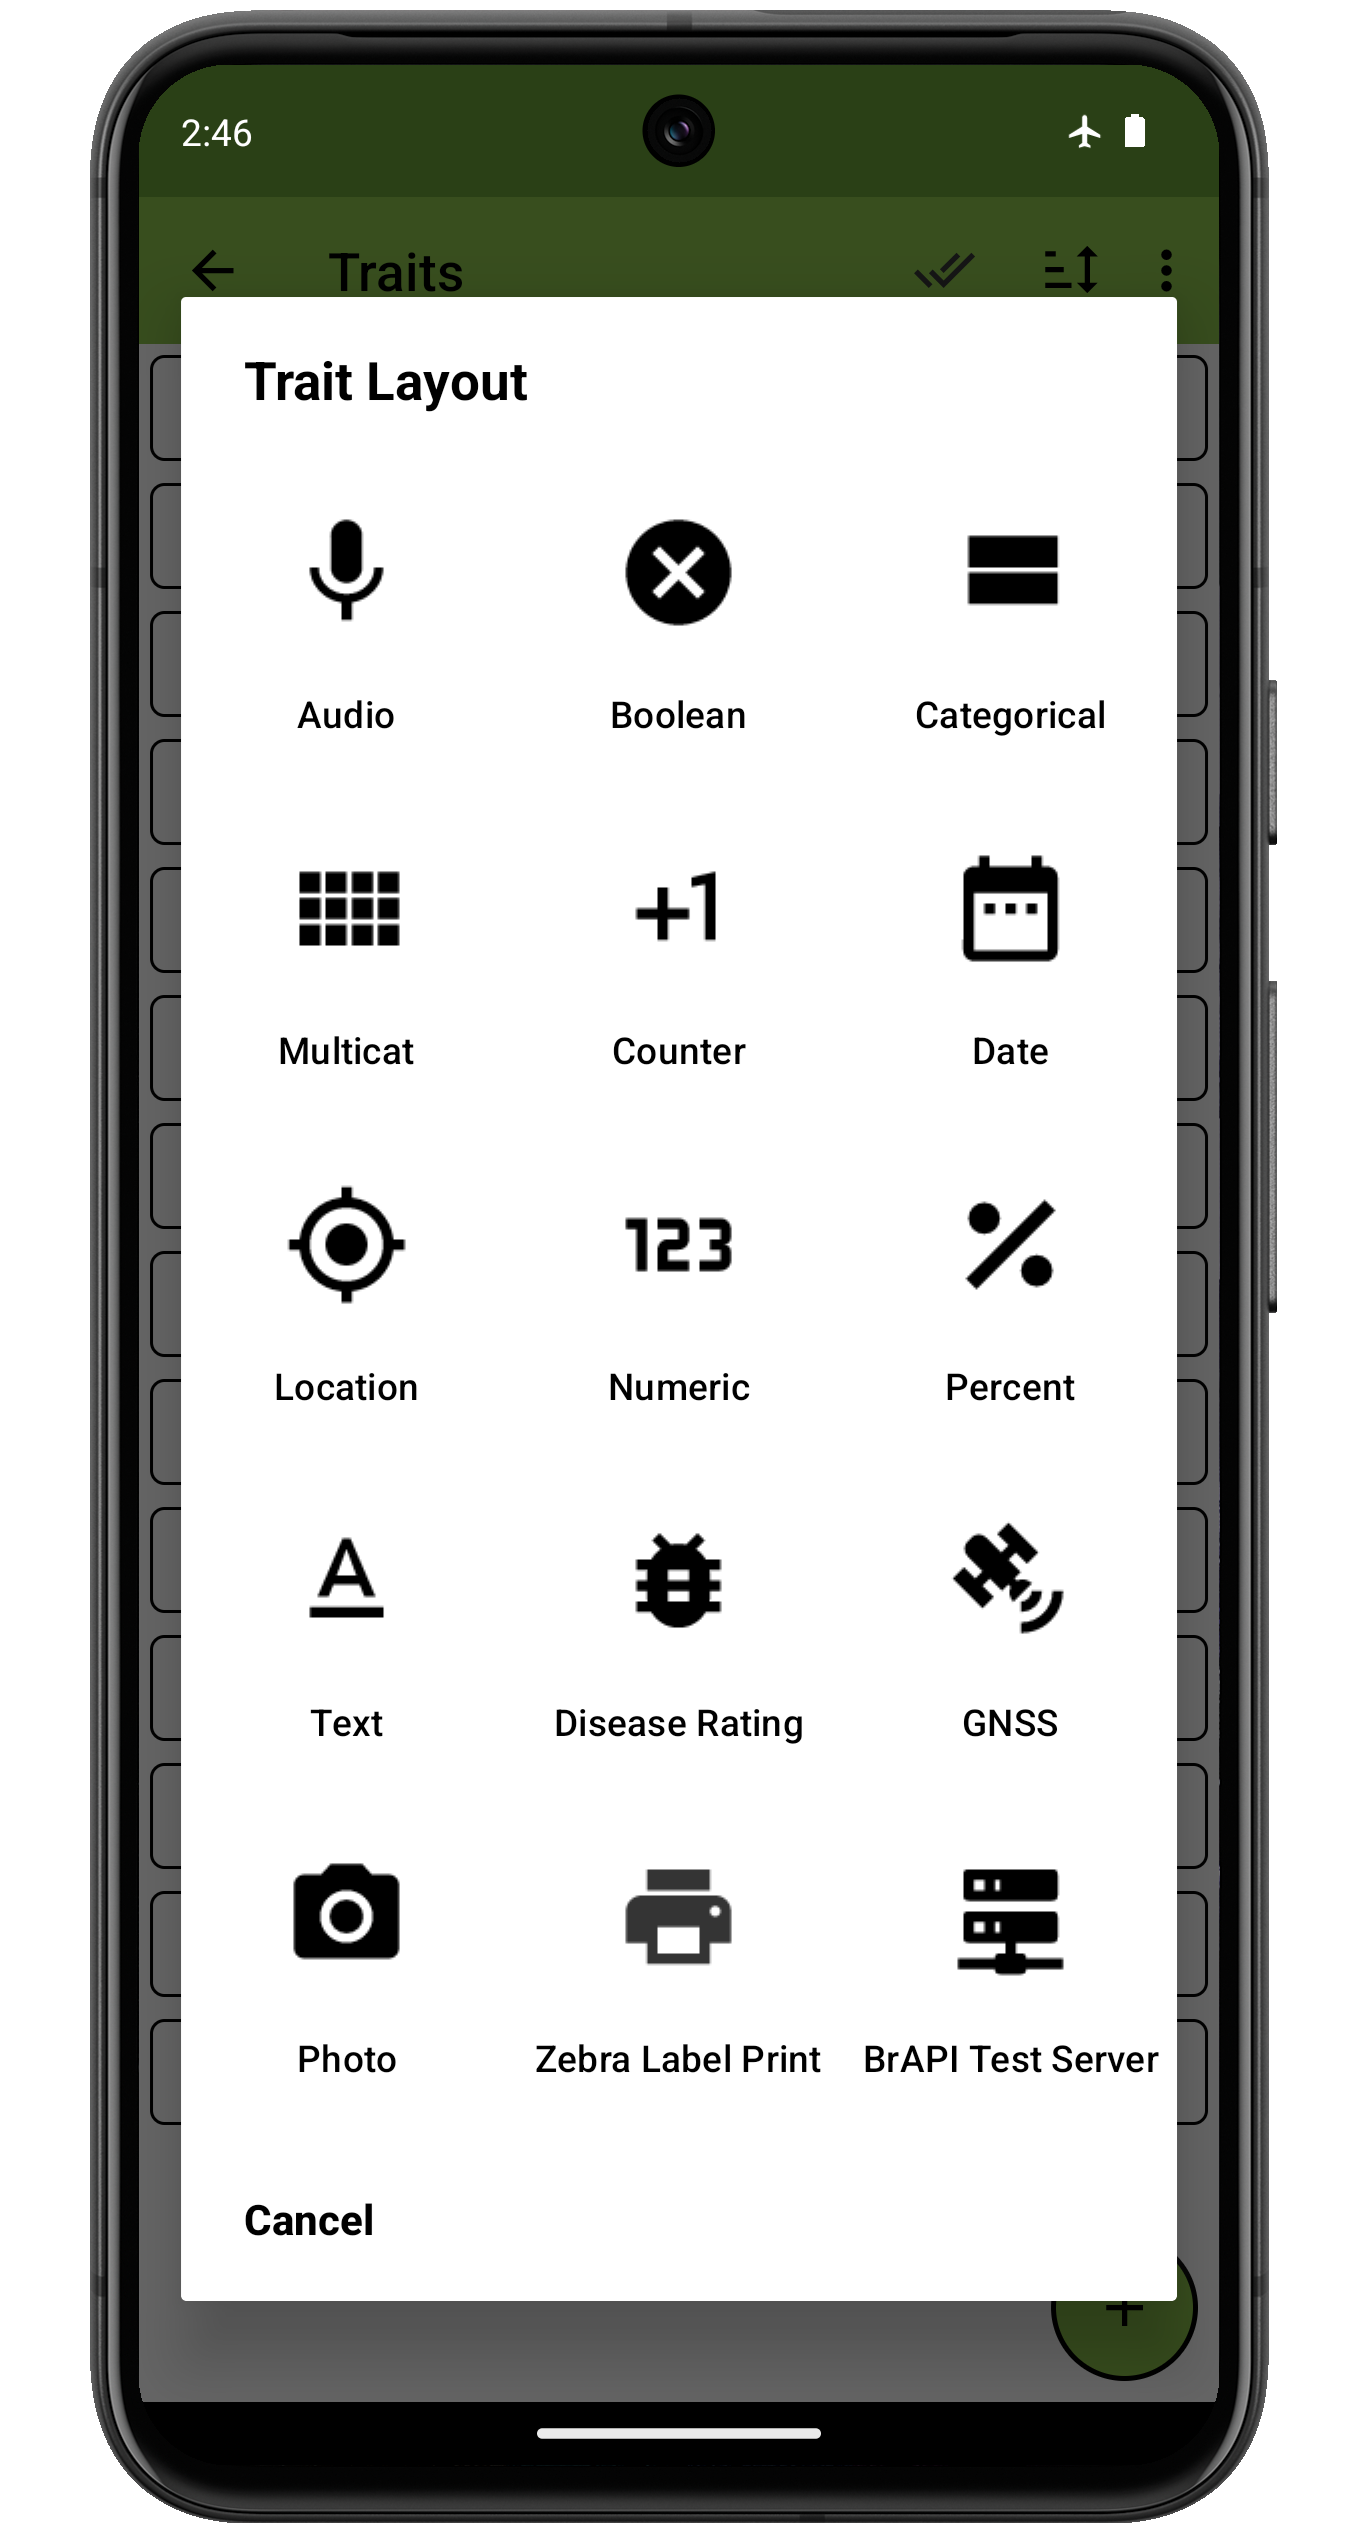 2:46
Traits
Trait Layout
Audio
Boolean
Categorical
+1
Multicat
Counter
Date
123
Location
Numeric
Percent
A
Text
Disease Rating
GNSS
Photo
Zebra Label Print
BrAPI Test Server
Cancel